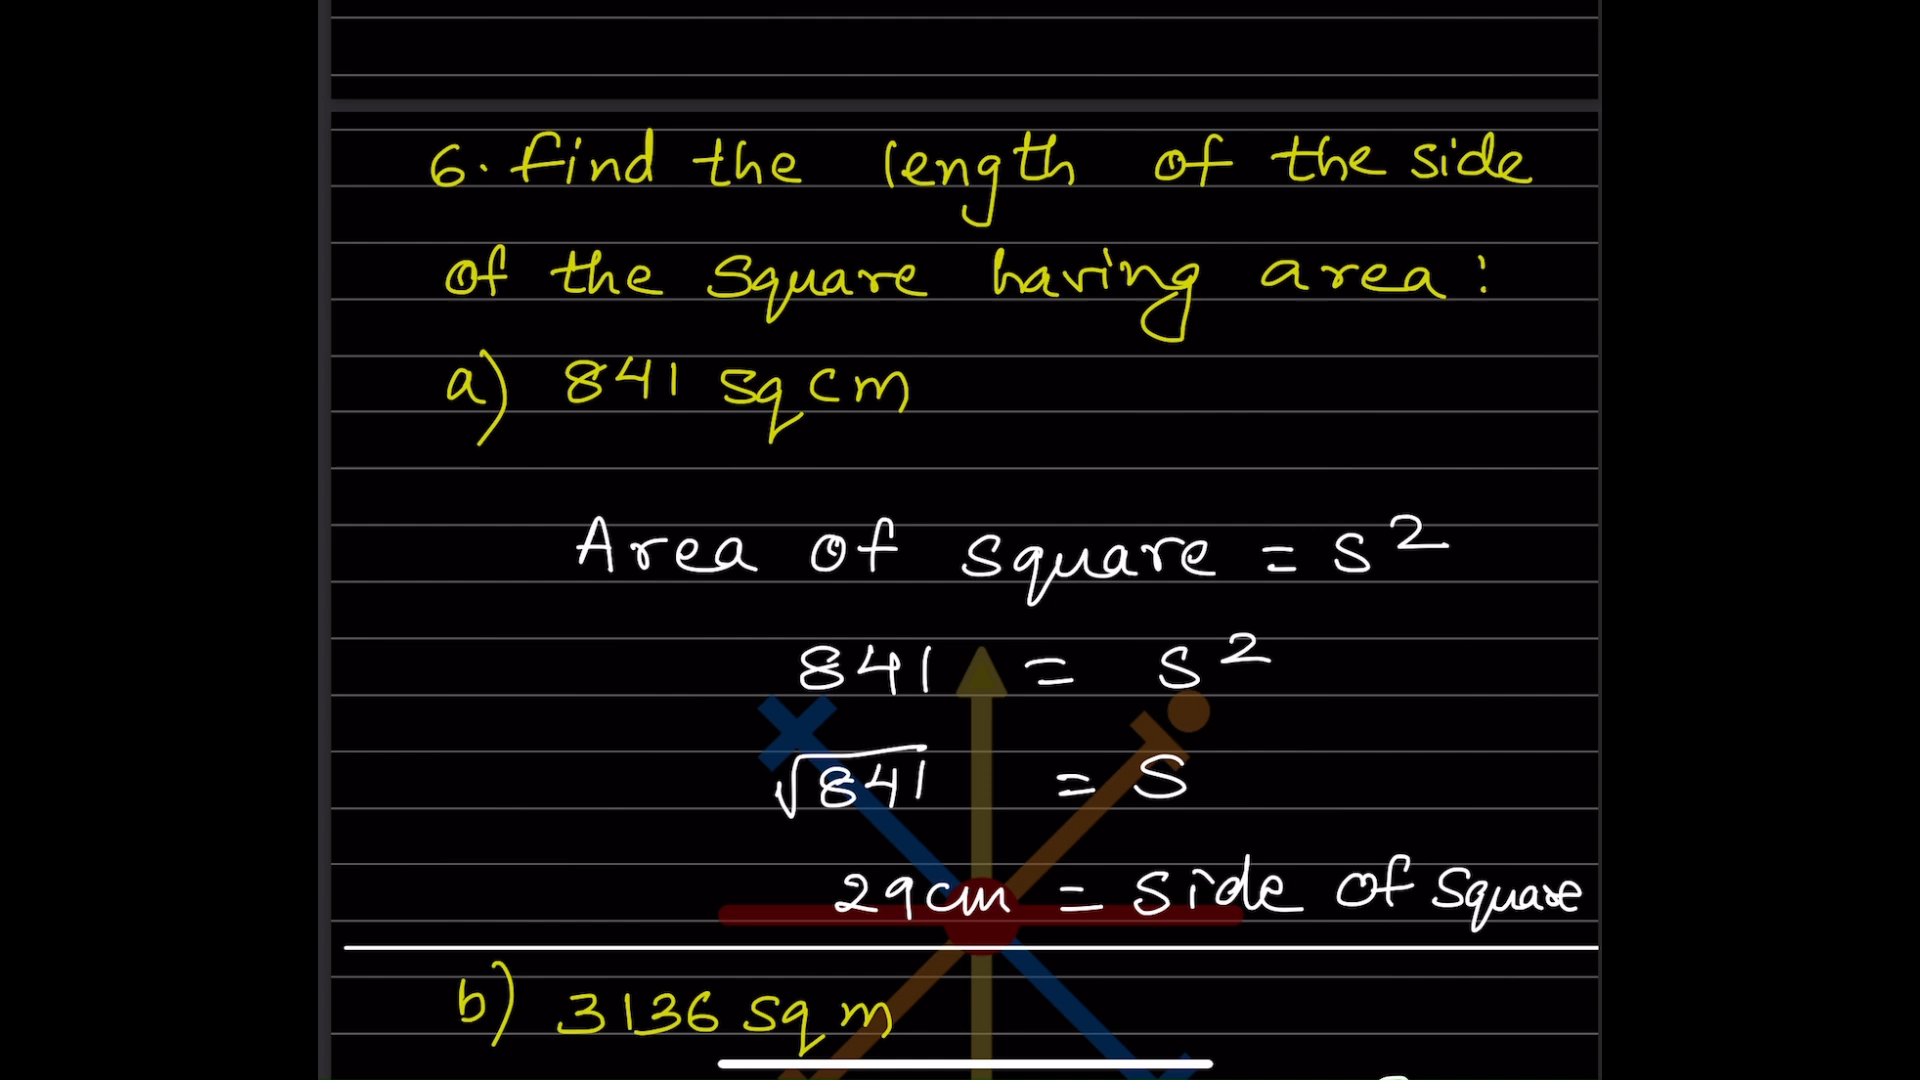 6. find the length of the side
of the square having area :
a) 841 sq cm
Area of square = s²
841 = s²
√841 = s
29cm = side of square
b) 3136 sq m